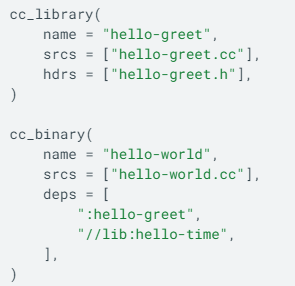 cc_library(
    name = "hello-greet",
    srcs = ["hello-greet.cc"],
    hdrs = ["hello-greet.h"],
)

cc_binary(
    name = "hello-world",
    srcs = ["hello-world.cc"],
    deps = [
        ":hello-greet",
        "//lib:hello-time",
    ],
)